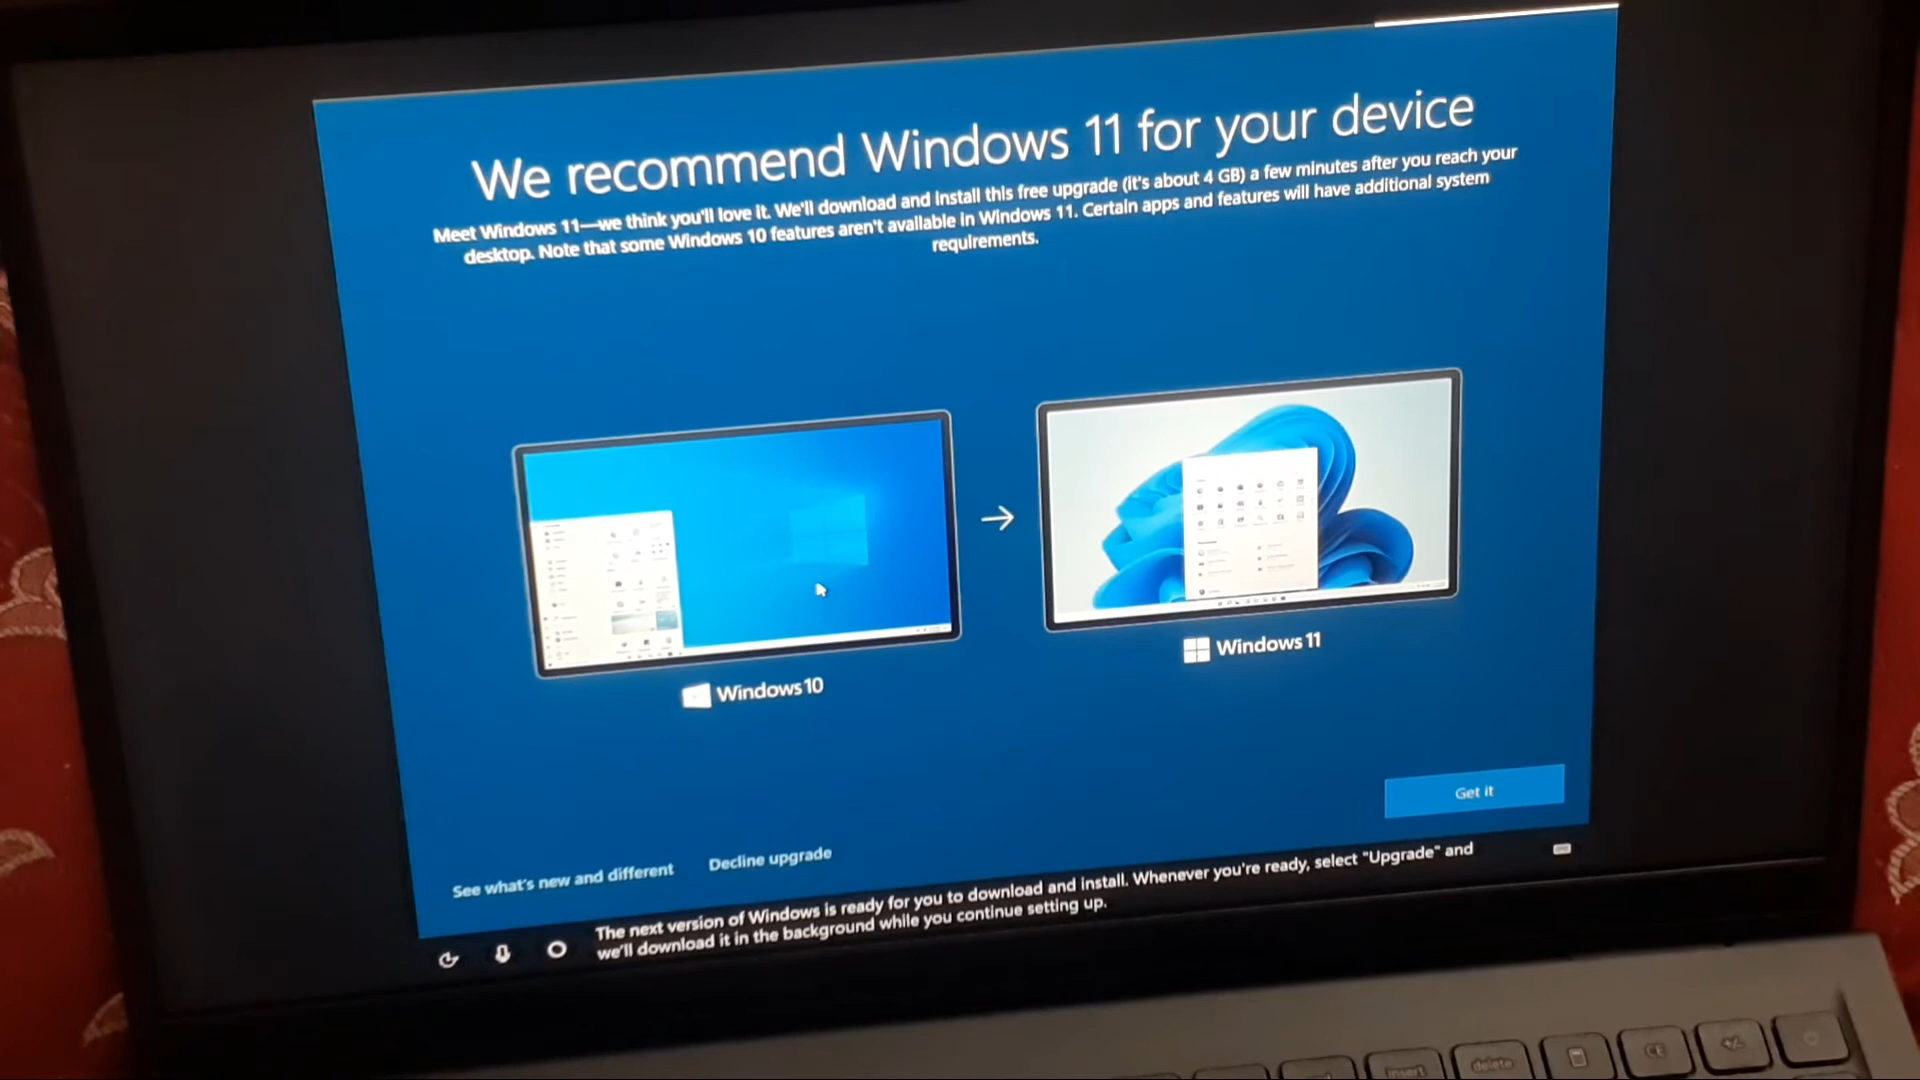 We recommend Windows 11 for your device
Meet Windows 11—we think you'll love it. We'll download and install this free upgrade (it's about 4 GB) a few minutes after you reach your
desktop. Note that some Windows 10 features aren't available in Windows 11. Certain apps and features will have additional system
requirements.
Windows 10
Windows 11
Get it
See what's new and different
Decline upgrade
The next version of Windows is ready for you to download and install. Whenever you're ready, select "Upgrade" and
we'll download it in the background while you continue setting up.
insert
delete
CE